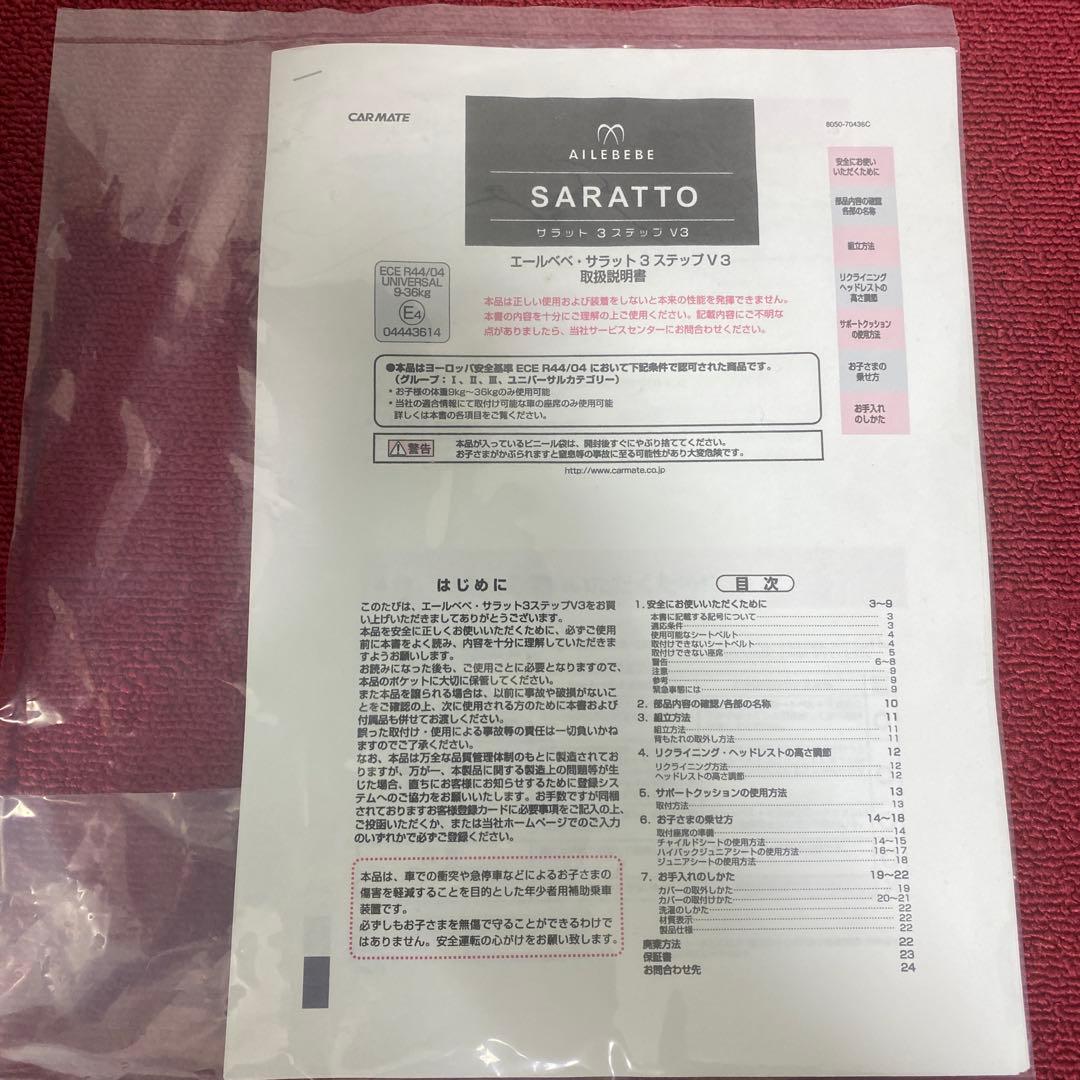 CARMATE
AILEBEBE
SARATTO
サラット 3 ステップ V3
8050-70436C
安全にお使い
いただくために
部品内容の確認
各部の名称
組立方法
リクライニング
ヘッドレストの
高さ調節
サポートクッション
の使用方法
お子さまの
乗せ方
お手入れ
のしかた
エールベベ・サラット3ステップV3
取扱説明書
ECE R44/04
UNIVERSAL
9-36kg
E4
04443614
本品は正しい使用および装着をしないと本来の性能を発揮できません。
本書の内容を十分にご理解の上ご使用ください。記載内容にご不明な
点がありましたら、当社サービスセンターにお問合わせください。
●本品はヨーロッパ安全基準 ECE R44/04 において下記条件で認可された商品です。
(グループ：Ⅰ、Ⅱ、Ⅲ、ユニバーサルカテゴリー)
・お子様の体重9kg～36kgのみ使用可能
・当社の適合情報にて取付け可能な車の座席のみ使用可能
詳しくは本書の各項目をご覧ください。
警告
本品が入っているビニール袋は、開封後すぐにやぶり捨ててください。
お子さまがかぶられますと窒息等の事故に至る可能性があり大変危険です。
http://www.carmate.co.jp
はじめに
このたびは、エールベベ・サラット3ステップV3をお買
い上げいただきましてありがとうございます。
本品を安全に正しくお使いいただくために、必ずご使用
前に本書をよく読み、内容を十分に理解していただきま
すようお願いします。
お読みになった後も、ご使用ごとに必要となりますので、
本品のポケットに大切に保管してください。
また本品を譲られる場合は、以前に事故や破損がないこ
とをご確認の上、次に使用される方のために本書および
付属品も併せてお渡しください。
誤った取付け・使用による事故等の責任は一切負いかね
ますのでご了承ください。
なお、本品は万全な品質管理体制のもとに製造されてお
りますが、万が一、本製品に関する製造上の問題等が生
じた場合、直ちにお客様にお知らせするために登録シス
テムへのご協力をお願いいたします。お手数ですが同梱
されておりますお客様登録カードに必要事項をご記入の上、
ご投函いただくか、または当社ホームページでのご入力
のいずれかで必ずご登録ください。
本品は、車での衝突や急停車などによるお子さまの
傷害を軽減することを目的とした年少者用補助乗車
装置です。
必ずしもお子さまを無傷で守ることができるわけで
はありません。安全運転の心がけをお願い致します。
目次
1.安全にお使いいただくために 3～9
本書に記載する記号について 3
適応条件 3
使用可能なシートベルト 4
取付けできないシートベルト 4
取付けできない座席 5
警告 6～8
注意 9
参考 9
緊急事態には 9
2. 部品内容の確認/各部の名称 10
3. 組立方法 11
組立方法 11
背もたれの取外し方法 11
4. リクライニング・ヘッドレストの高さ調節 12
リクライニング方法 12
ヘッドレストの高さ調節 12
5. サポートクッションの使用方法 13
取付方法 13
6. お子さまの乗せ方 14～18
取付座席の準備 14
チャイルドシートの使用方法 14～15
ハイバックジュニアシートの使用方法 16～17
ジュニアシートの使用方法 18
7. お手入れのしかた 19～22
カバーの取外しかた 19
カバーの取付けかた 20～21
洗濯のしかた 22
材質表示 22
製品仕様 22
廃棄方法 22
保証書 23
お問合わせ先 24